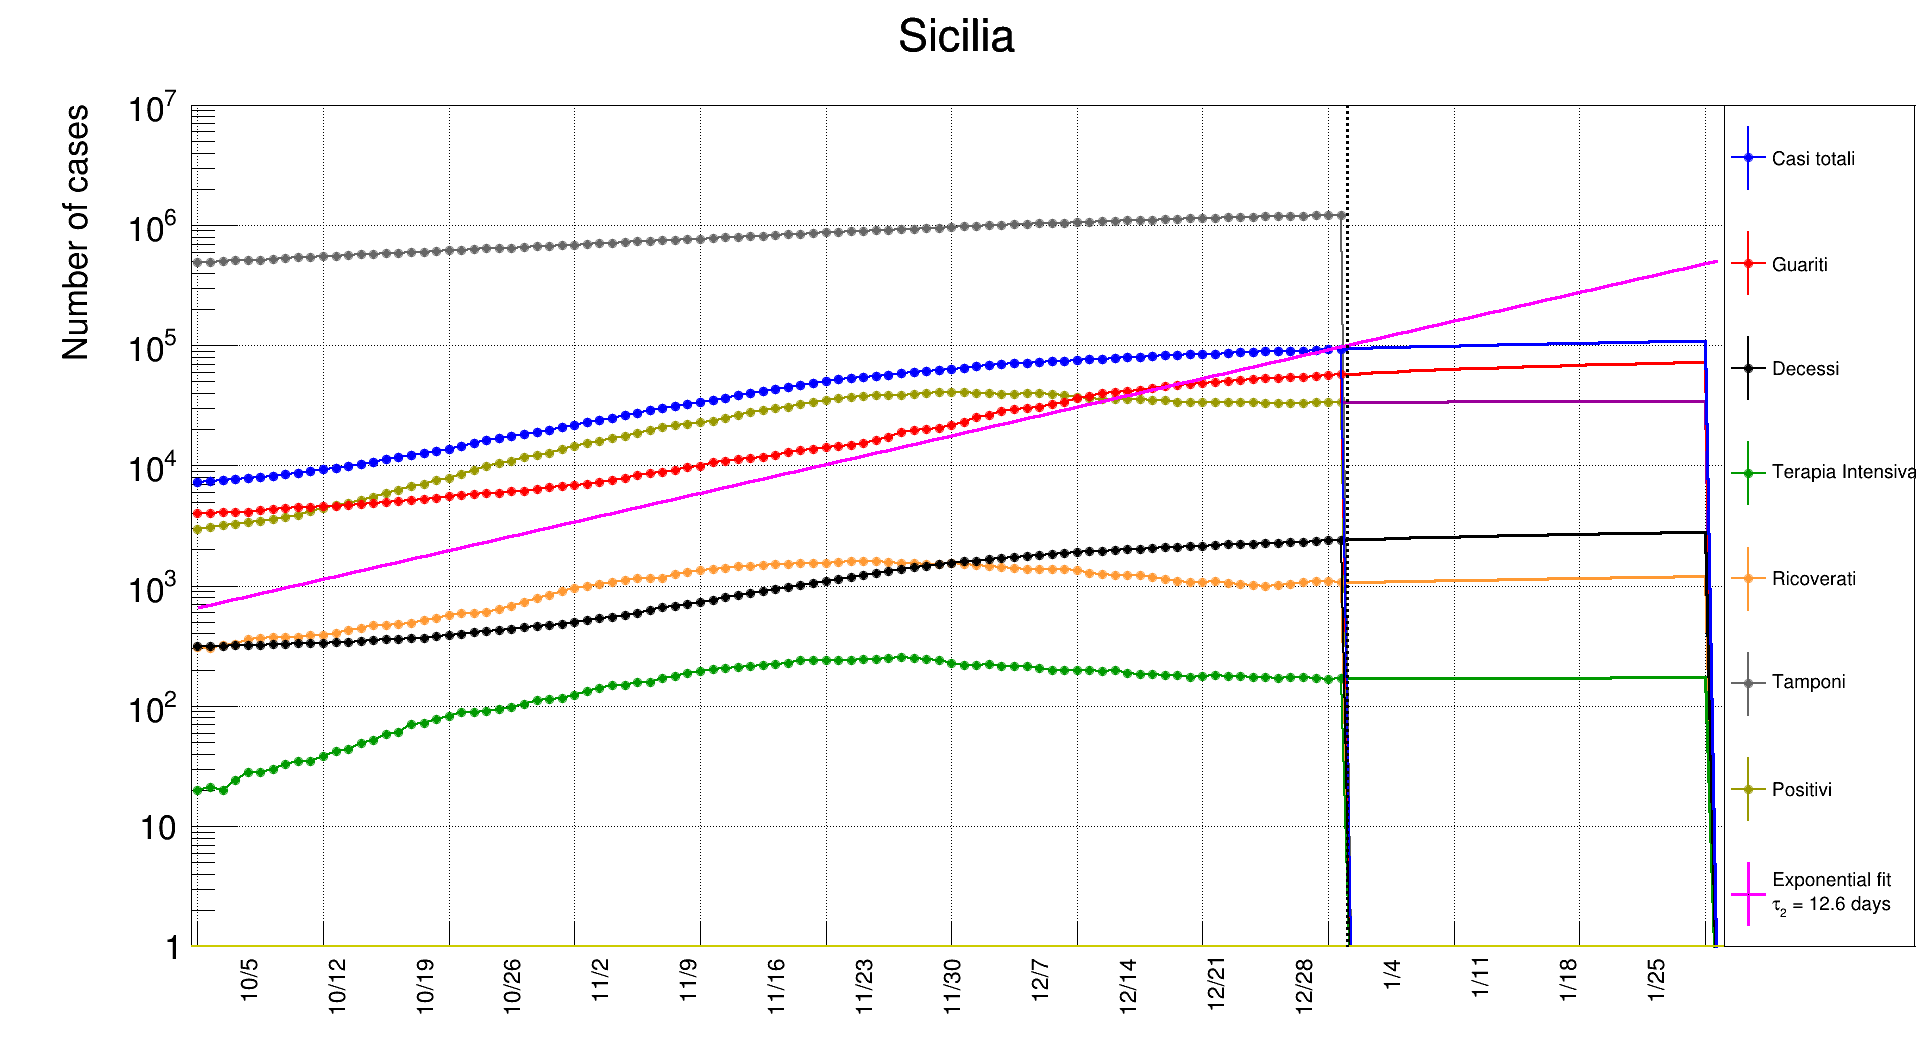 Sicilia
Number of cases
10^7
10^6
10^5
10^4
10^3
10^2
10
1
10/5
10/12
10/19
10/26
11/2
11/9
11/16
11/23
11/30
12/7
12/14
12/21
12/28
1/4
1/11
1/18
1/25
Casi totali
Guariti
Decessi
Terapia Intensiva
Ricoverati
Tamponi
Positivi
Exponential fit
τ₂ = 12.6 days